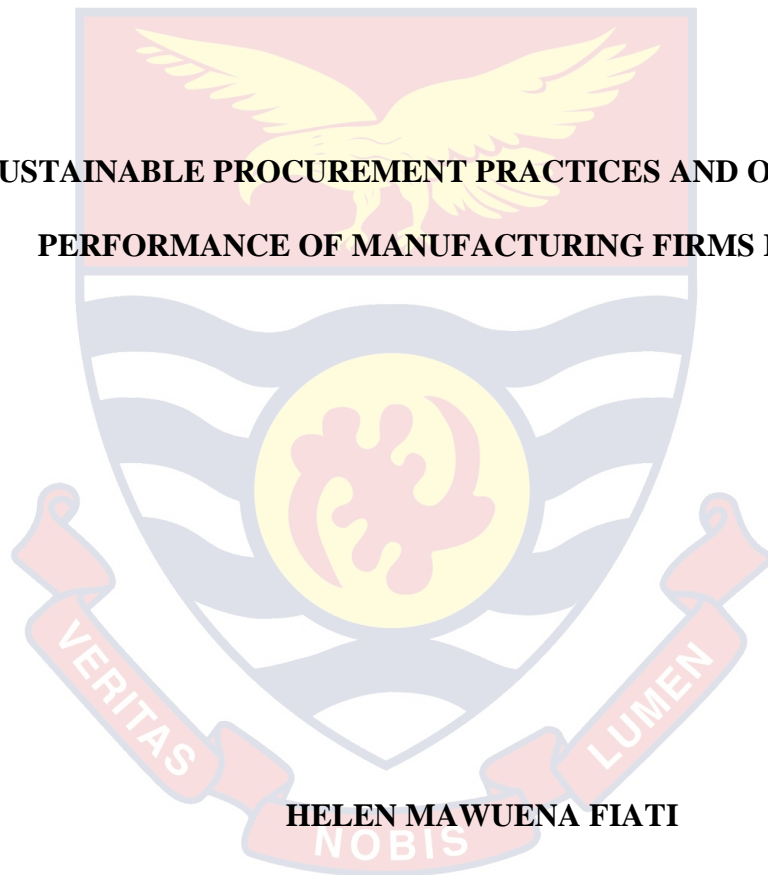 USTAINABLE PROCUREMENT PRACTICES AND O
PERFORMANCE OF MANUFACTURING FIRMS
VERITAS
LUMEN
HELEN MAWUENA FIATI
NOBIS